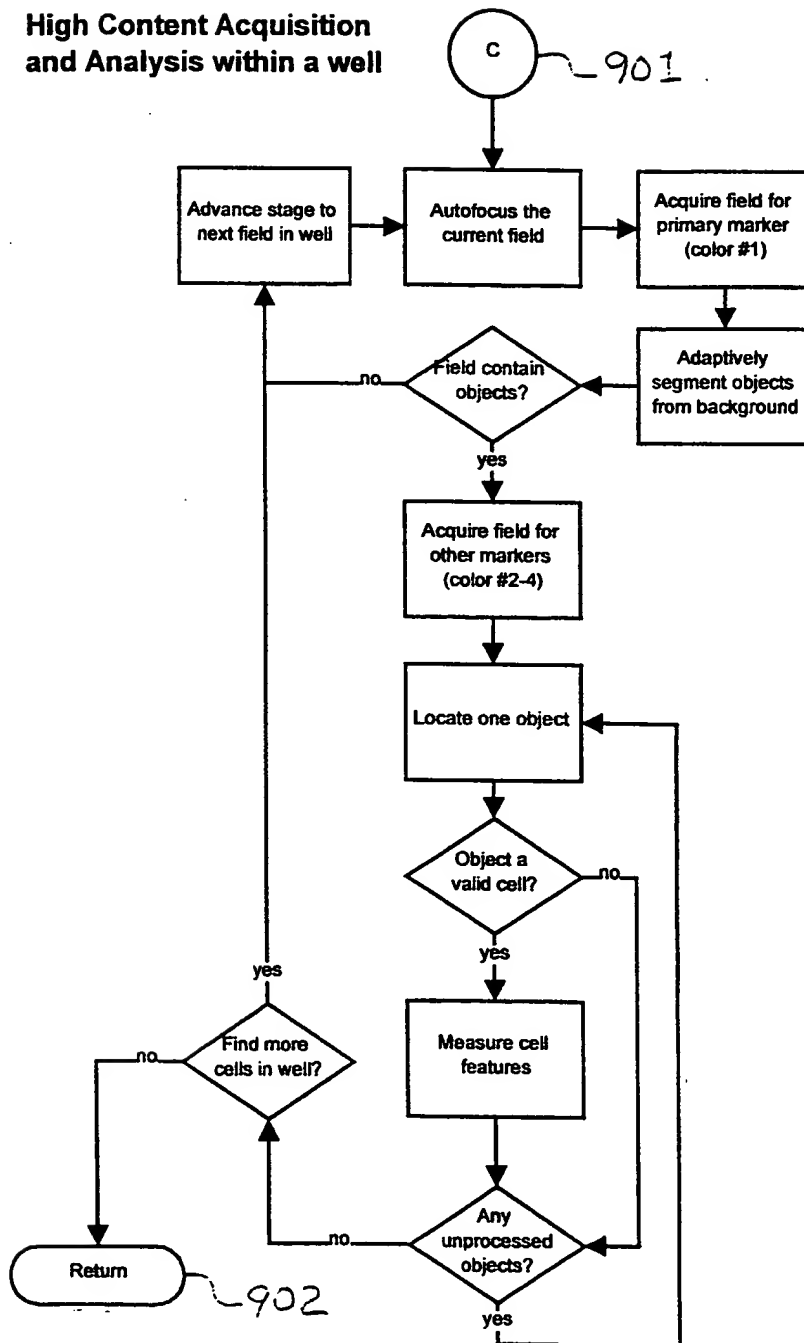 High Content Acquisition
and Analysis within a well
C
901
Advance stage to
next field in well
Autofocus the
current field
Acquire field for
primary marker
(color #1)
Adaptively
segment objects
from background
Field contain
objects?
no
yes
Acquire field for
other markers
(color #2-4)
Locate one object
Object a
valid cell?
no
yes
Measure cell
features
yes
Find more
cells in well?
no
Any
unprocessed
objects?
no
yes
Return
902